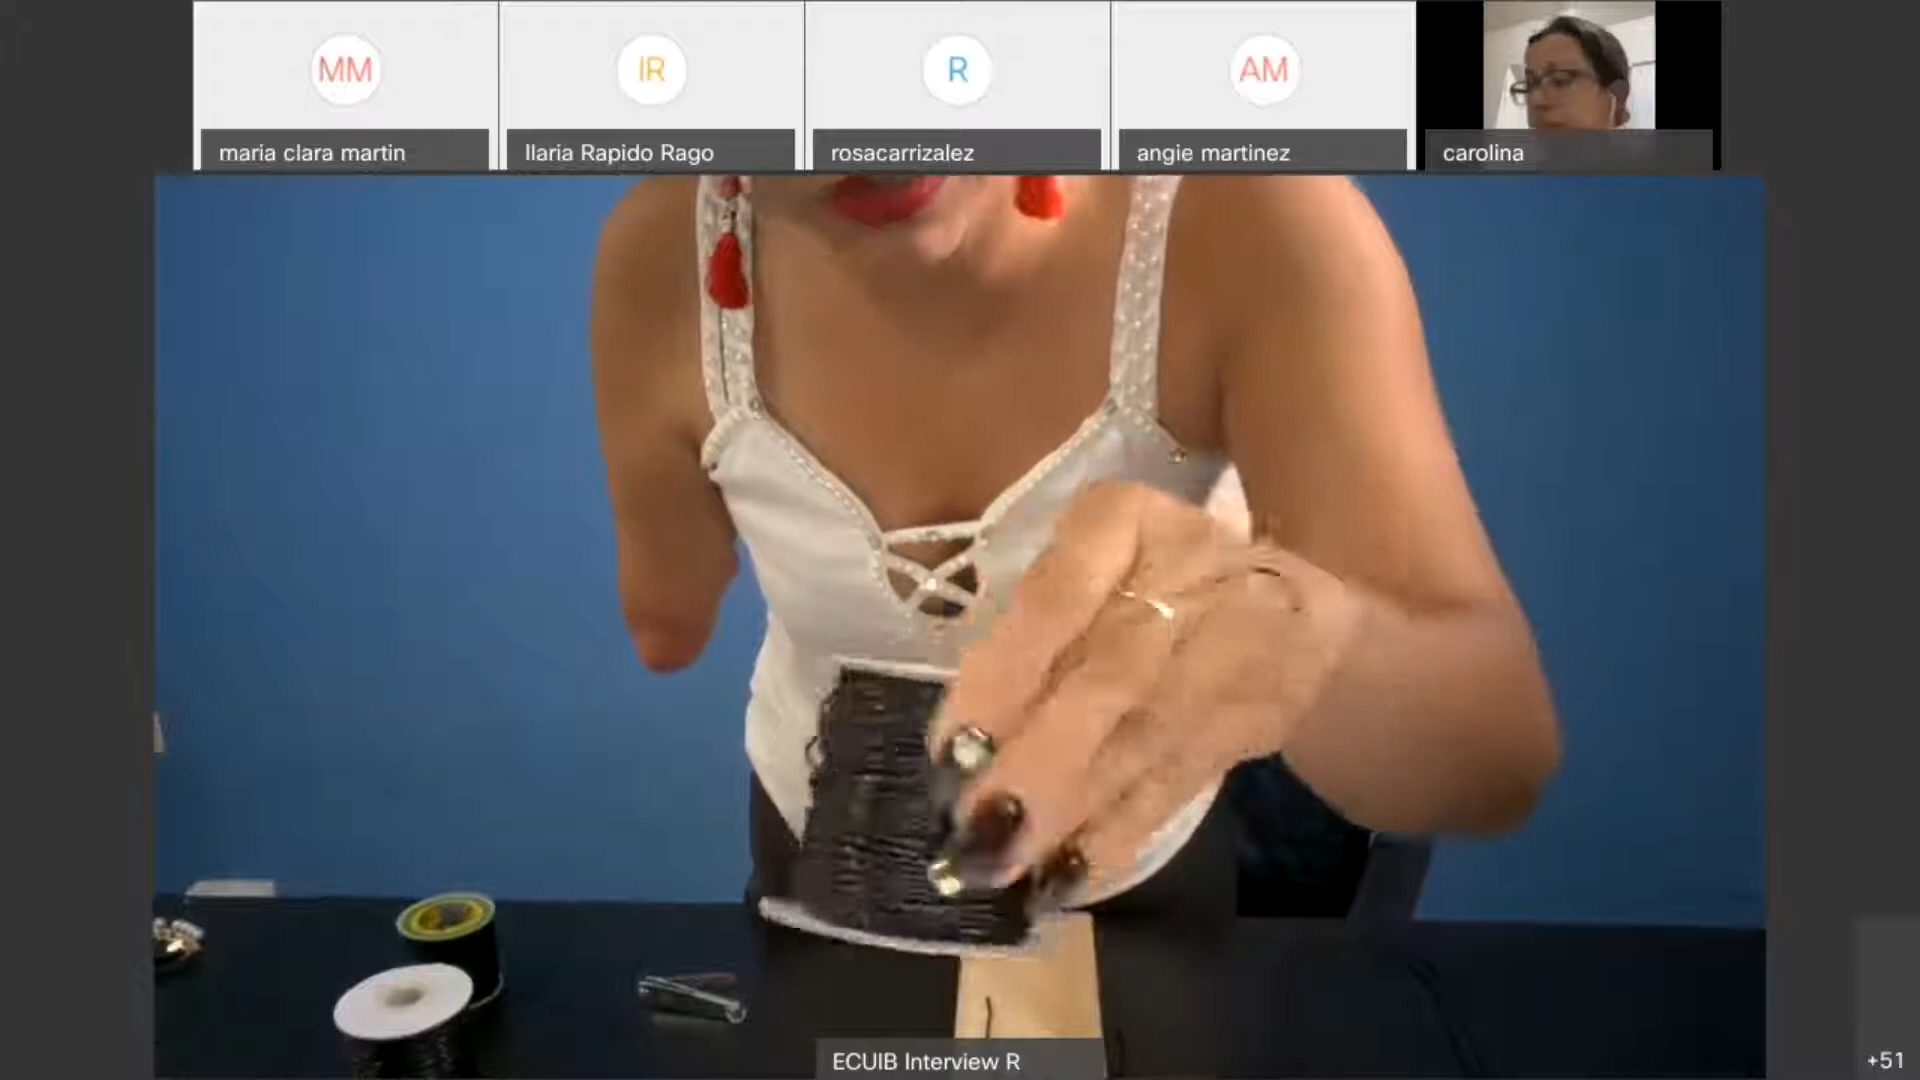 MM
IR
R
AM
maria clara martin
Ilaria Rapido Rago
rosacarrizalez
angie martinez
carolina
ECUIB Interview R
+51